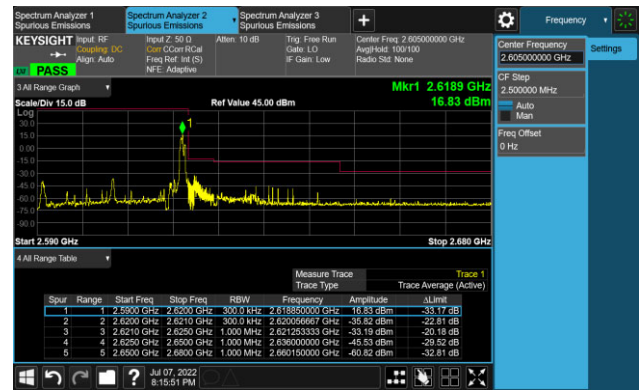 Spectrum Analyzer 1
Spurious Emissions
Spectrum Analyzer 2
Spurious Emissions
Spectrum Analyzer 3
Spurious Emissions
Frequency
KEYSIGHT
Input: RF
Coupling: DC
Align: Auto
Input Z: 50 Ω
Corr CCorr RCal
Freq Ref: Int (S)
NFE: Adaptive
Atten: 10 dB
Trig: Free Run
Gate: LO
IF Gain: Low
Center Freq: 2.605000000 GHz
Avg|Hold: 100/100
Radio Std: None
PASS
Center Frequency
2.605000000 GHz
Settings
CF Step
2.500000 MHz
Auto
Man
Freq Offset
0 Hz
3 All Range Graph
Mkr1 2.6189 GHz
16.83 dBm
Scale/Div 15.0 dB
Ref Value 45.00 dBm
Log
30.0
15.0
0.00
-15.0
-30.0
-45.0
-60.0
-75.0
-90.0
1
Start 2.590 GHz
Stop 2.680 GHz
4 All Range Table
Measure Trace Trace 1
Trace Type Trace Average (Active)
Spur Range Start Freq Stop Freq RBW Frequency Amplitude ΔLimit
1 1 2.5900 GHz 2.6200 GHz 300.0 kHz 2.618850000 GHz 16.83 dBm -33.17 dB
2 2 2.6200 GHz 2.6210 GHz 300.0 kHz 2.620056667 GHz -35.82 dBm -22.81 dB
3 3 2.6210 GHz 2.6250 GHz 1.000 MHz 2.621253333 GHz -33.19 dBm -20.18 dB
4 4 2.6250 GHz 2.6500 GHz 1.000 MHz 2.636000000 GHz -45.53 dBm -29.52 dB
5 5 2.6500 GHz 2.6800 GHz 1.000 MHz 2.660150000 GHz -60.82 dBm -32.81 dB
?
Jul 07, 2022
8:15:51 PM